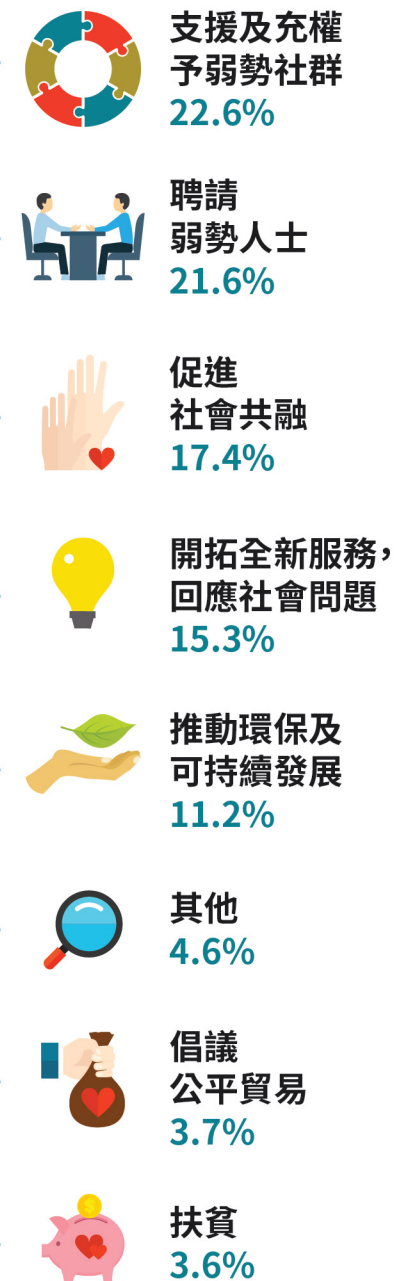 支援及充權
予弱勢社群
22.6%
聘請
弱勢人士
21.6%
促進
社會共融
17.4%
開拓全新服務，
回應社會問題
15.3%
推動環保及
可持續發展
11.2%
其他
4.6%
倡議
公平貿易
3.7%
$
扶貧
3.6%